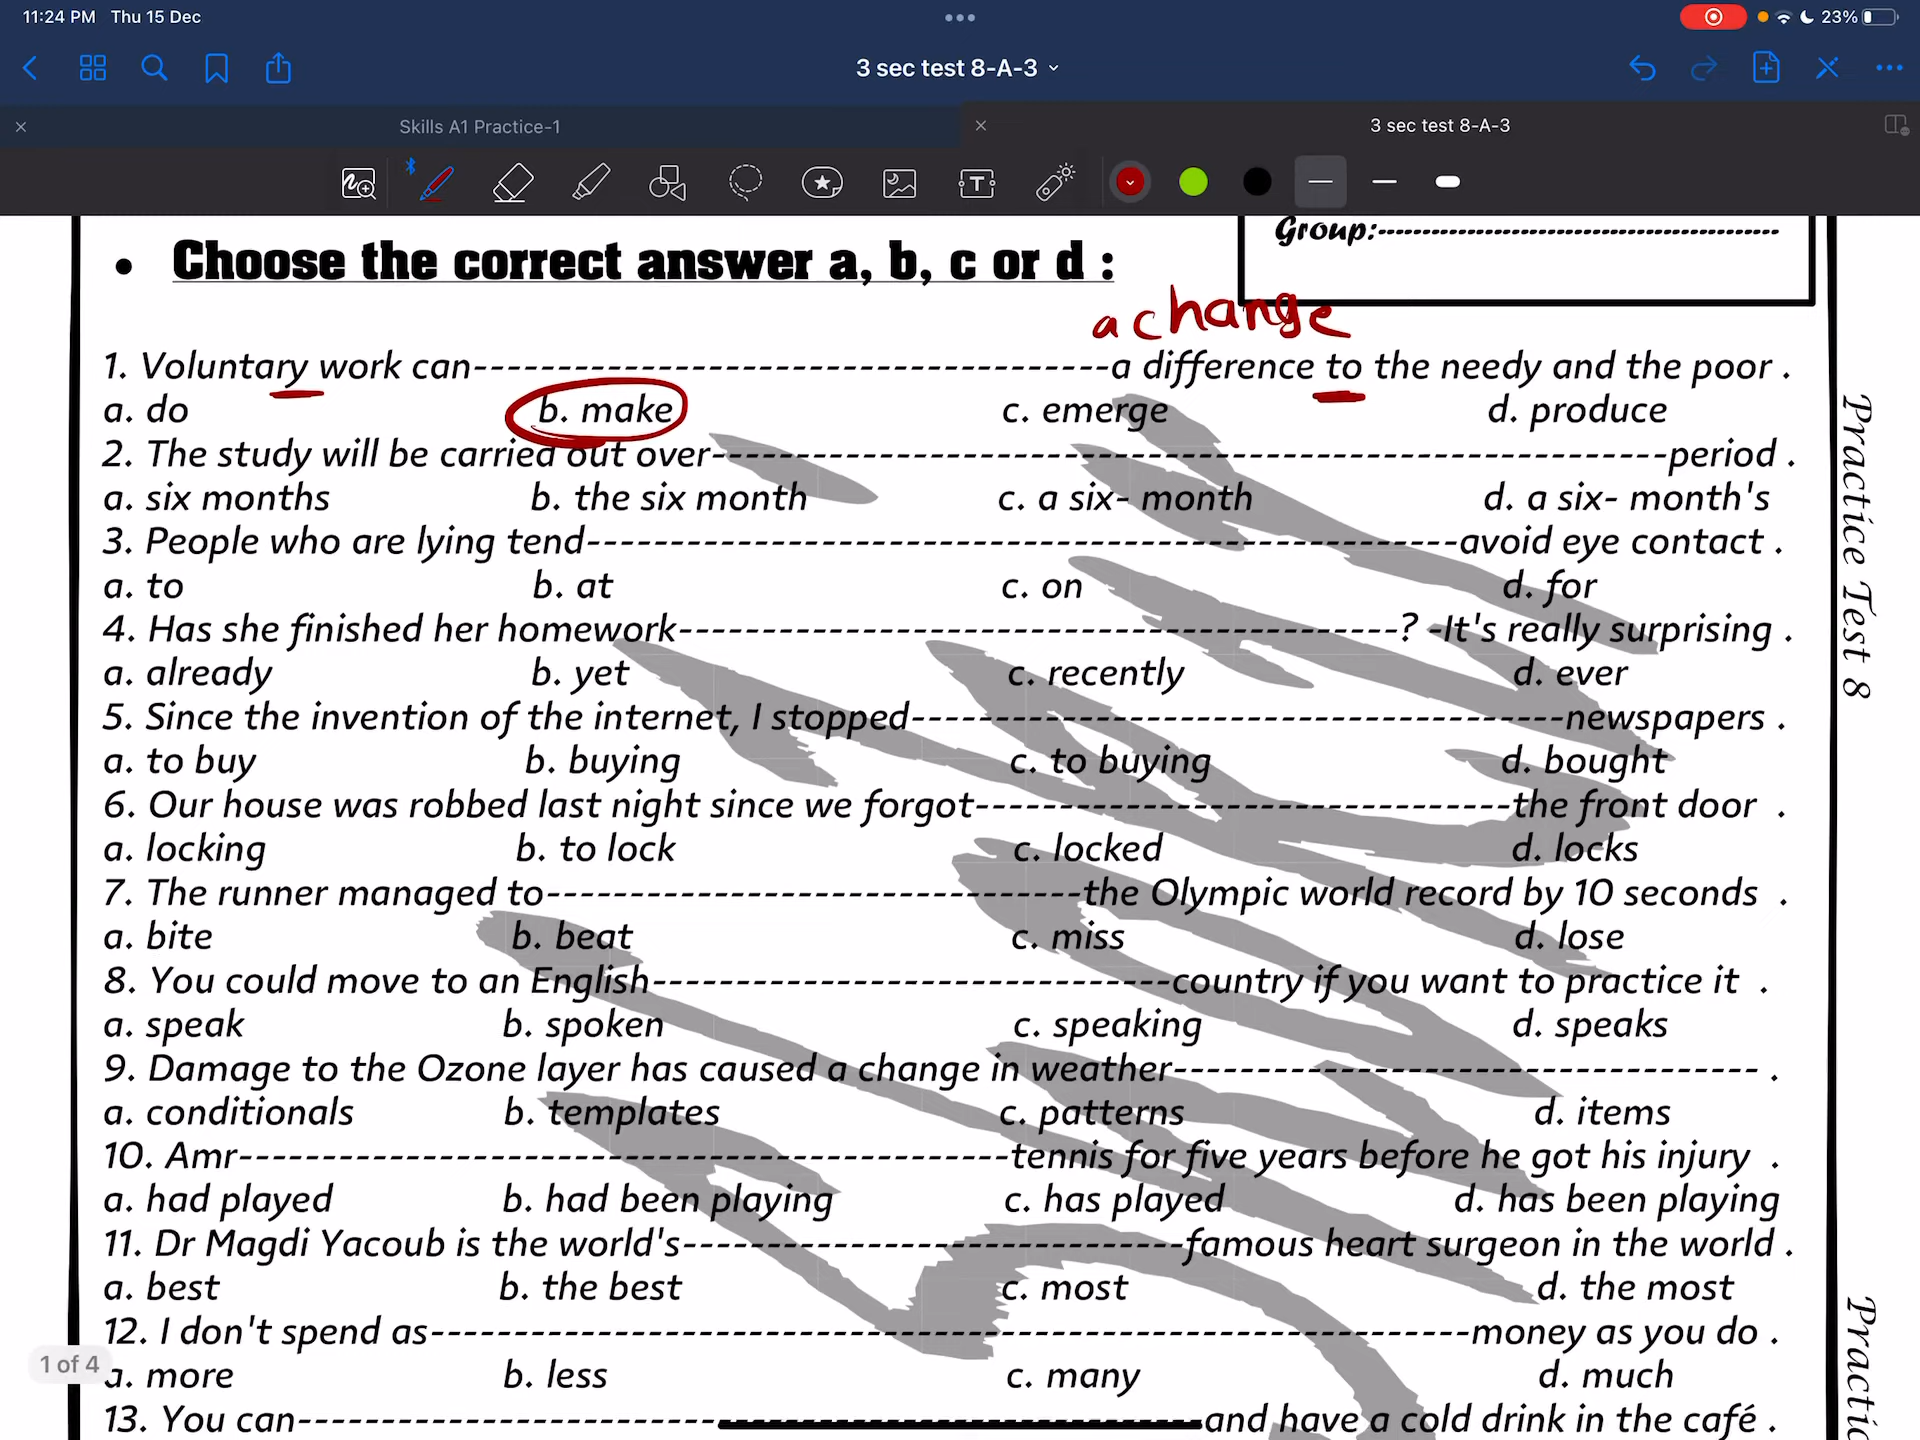 11:24 PM Thu 15 Dec
23%
3 sec test 8-A-3
Skills A1 Practice-1
3 sec test 8-A-3
Group:-------------------------------------------
• Choose the correct answer a, b, c or d :
a change
1. Voluntary work can--------------------------------------a difference to the needy and the poor .
a. do b. make c. emerge d. produce
2. The study will be carried out over---------------------------------------------------------period .
a. six months b. the six month c. a six- month d. a six- month's
3. People who are lying tend----------------------------------------------------avoid eye contact .
a. to b. at c. on d. for
4. Has she finished her homework-------------------------------------------? -It's really surprising .
a. already b. yet c. recently d. ever
5. Since the invention of the internet, I stopped---------------------------------------newspapers .
a. to buy b. buying c. to buying d. bought
6. Our house was robbed last night since we forgot--------------------------------the front door .
a. locking b. to lock c. locked d. locks
7. The runner managed to--------------------------------the Olympic world record by 10 seconds .
a. bite b. beat c. miss d. lose
8. You could move to an English-------------------------------country if you want to practice it .
a. speak b. spoken c. speaking d. speaks
9. Damage to the Ozone layer has caused a change in weather----------------------------------- .
a. conditionals b. templates c. patterns d. items
10. Amr----------------------------------------------tennis for five years before he got his injury .
a. had played b. had been playing c. has played d. has been playing
11. Dr Magdi Yacoub is the world's------------------------------famous heart surgeon in the world .
a. best b. the best c. most d. the most
12. I don't spend as--------------------------------------------------------------money as you do .
a. more b. less c. many d. much
13. You can------------------------------------------------------and have a cold drink in the café .
1 of 4
Practice Test 8